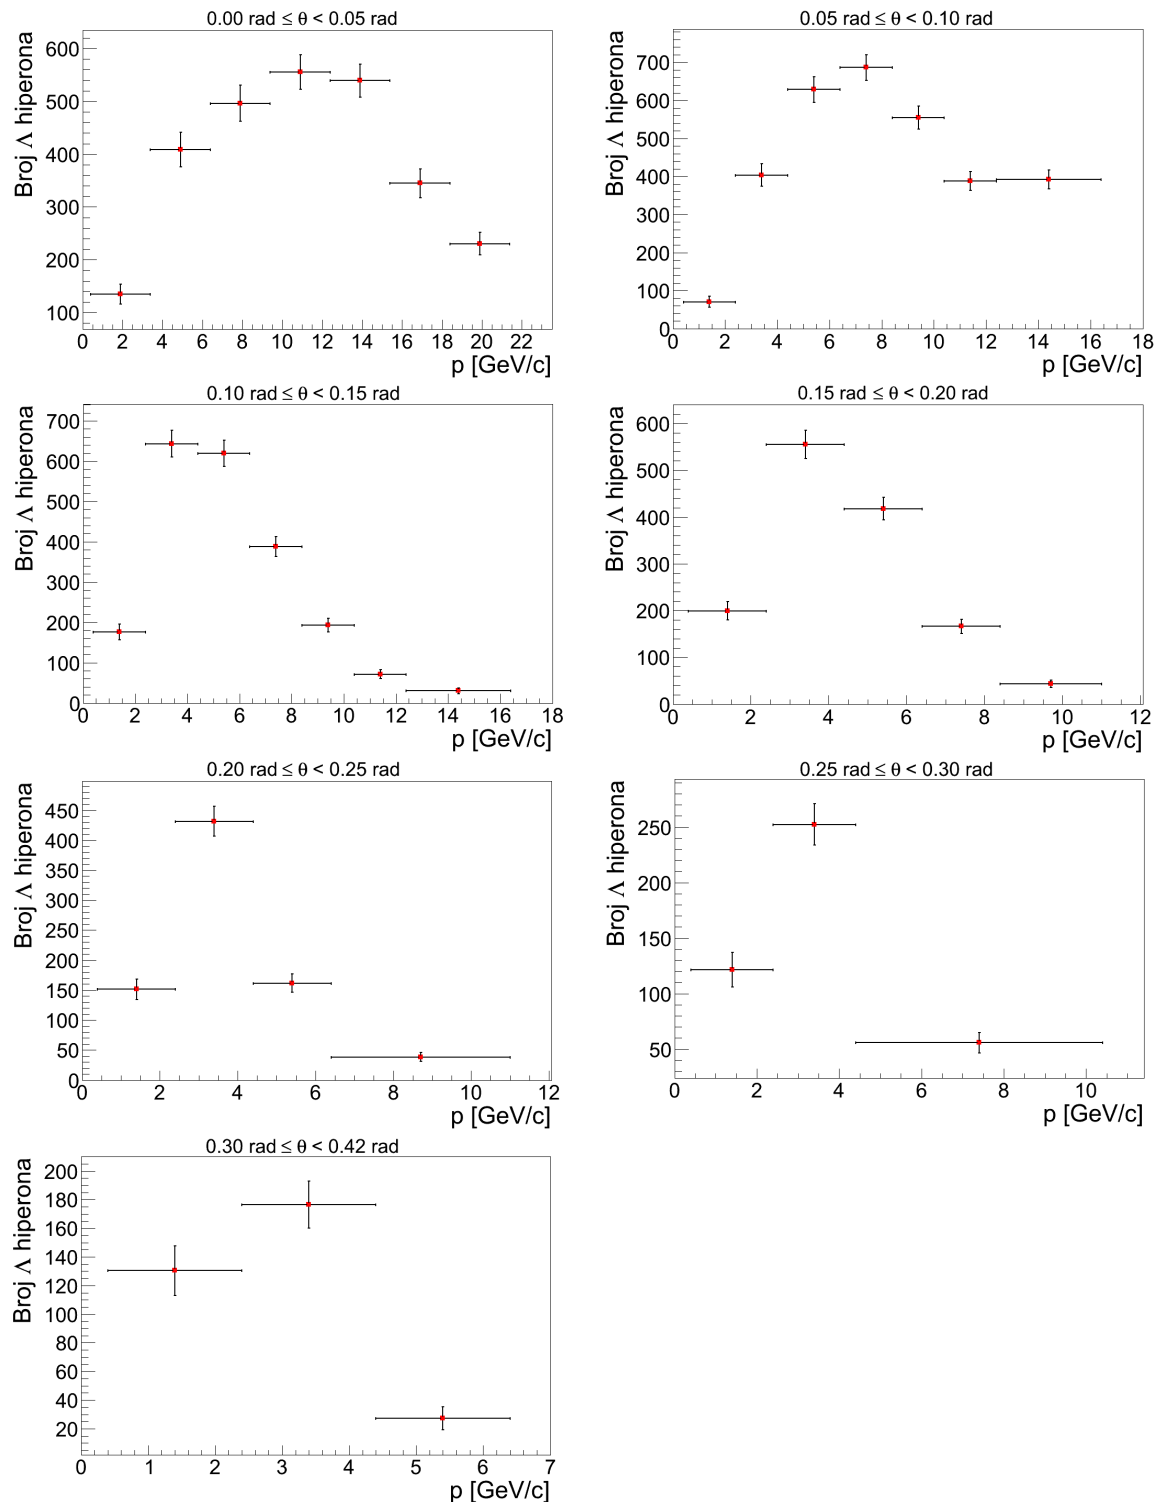 0.00 rad ≤ θ < 0.05 rad
Broj Λ hiperona
600
500
400
300
200
100
0 2 4 6 8 10 12 14 16 18 20 22
p [GeV/c]
0.05 rad ≤ θ < 0.10 rad
Broj Λ hiperona
700
600
500
400
300
200
100
0
0 2 4 6 8 10 12 14 16 18
p [GeV/c]
0.10 rad ≤ θ < 0.15 rad
Broj Λ hiperona
700
600
500
400
300
200
100
0
0 2 4 6 8 10 12 14 16 18
p [GeV/c]
0.15 rad ≤ θ < 0.20 rad
Broj Λ hiperona
600
500
400
300
200
100
0
0 2 4 6 8 10 12
p [GeV/c]
0.20 rad ≤ θ < 0.25 rad
Broj Λ hiperona
450
400
350
300
250
200
150
100
50
0
0 2 4 6 8 10 12
p [GeV/c]
0.25 rad ≤ θ < 0.30 rad
Broj Λ hiperona
250
200
150
100
50
0 2 4 6 8 10
p [GeV/c]
0.30 rad ≤ θ < 0.42 rad
Broj Λ hiperona
200
180
160
140
120
100
80
60
40
20
0 1 2 3 4 5 6 7
p [GeV/c]